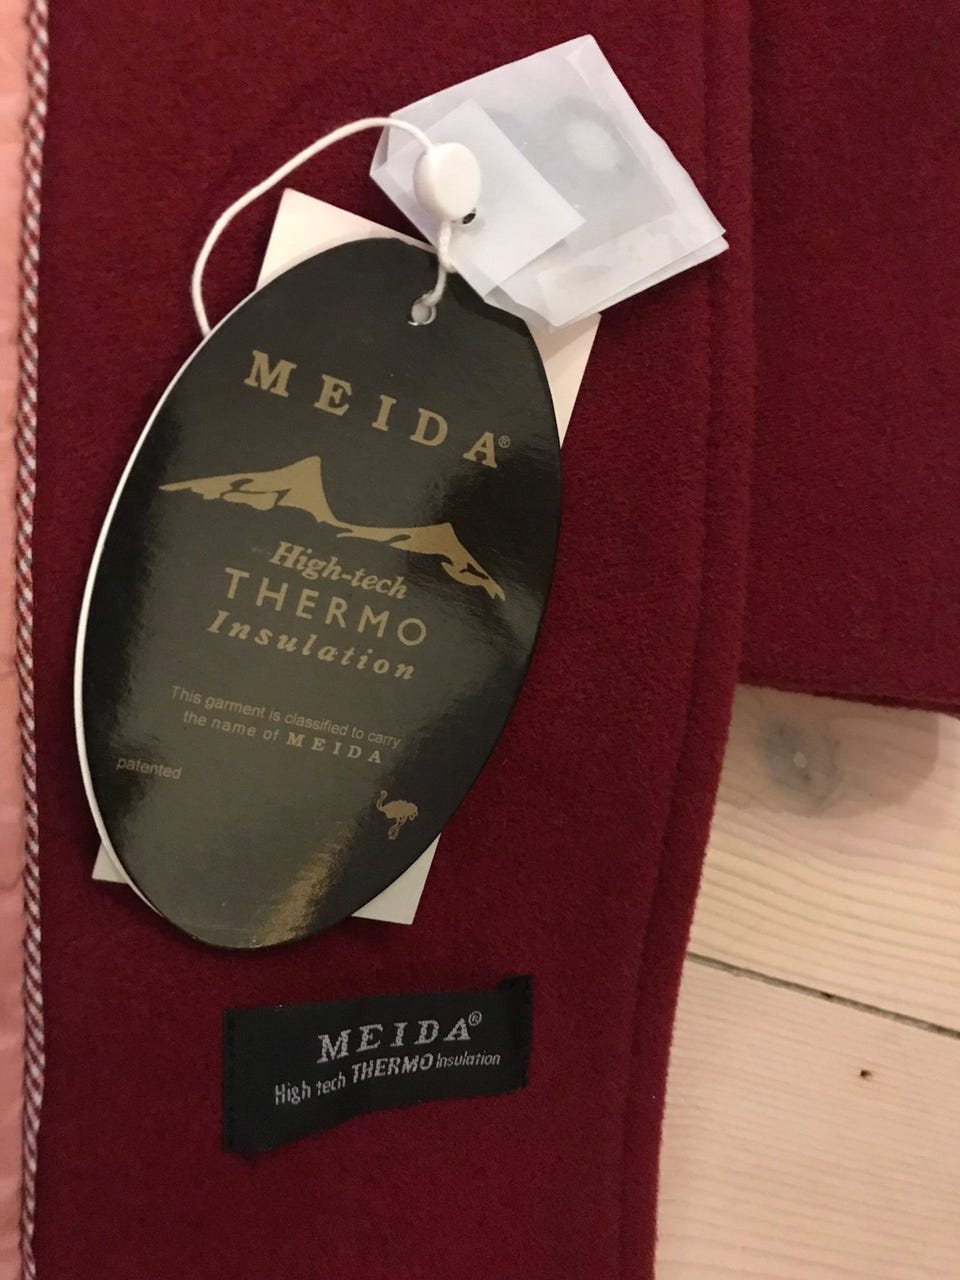 MEIDA®
High-tech
THERMO
Insulation
This garment is classified to carry
the name of MEIDA
patented
MEIDA®
High tech THERMO Insulation